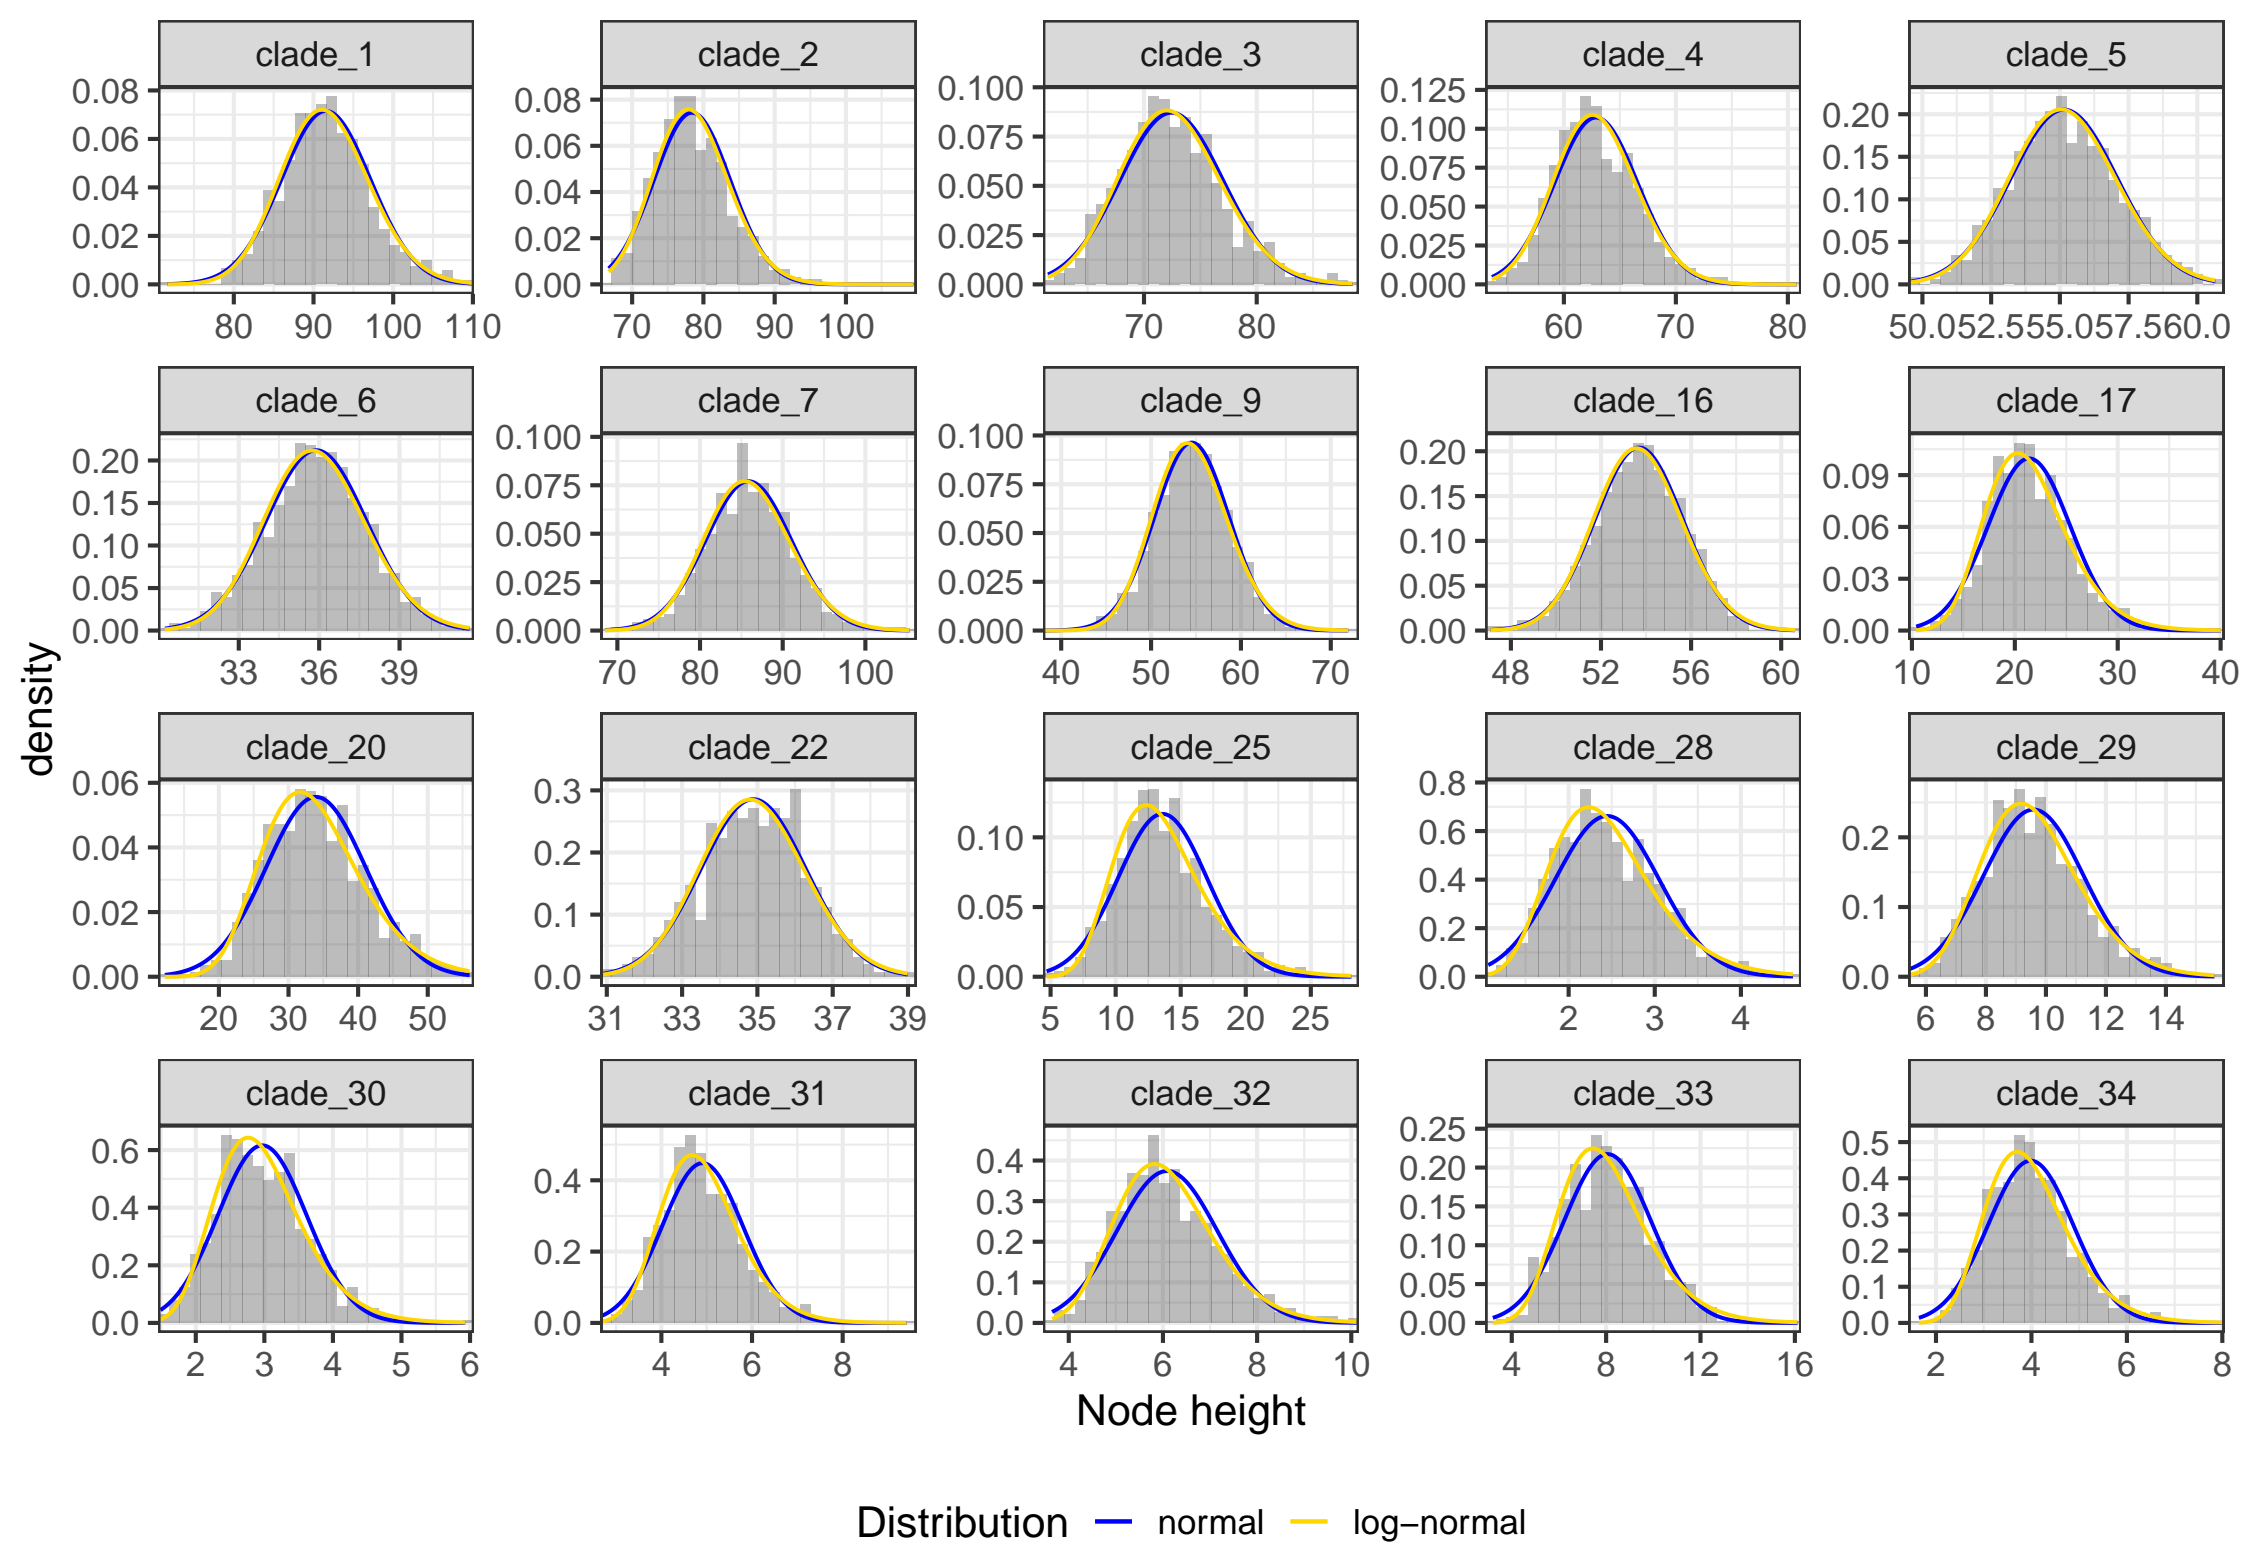 clade_1 clade_2 clade_3 clade_4 clade_5
0.08 0.06 0.04 0.02 0.00
0.08 0.06 0.04 0.02 0.00
0.100 0.075 0.050 0.025 0.000
0.125 0.100 0.075 0.050 0.025 0.000
0.20 0.15 0.10 0.05 0.00
80 90 100 110
70 80 90 100
70 80
60 70 80
50.0 52.5 55.0 57.5 60.0
clade_6 clade_7 clade_9 clade_16 clade_17
0.20 0.15 0.10 0.05 0.00
0.100 0.075 0.050 0.025 0.000
0.100 0.075 0.050 0.025 0.000
0.20 0.15 0.10 0.05 0.00
0.09 0.06 0.03 0.00
33 36 39
70 80 90 100
40 50 60 70
48 52 56 60
10 20 30 40
density
clade_20 clade_22 clade_25 clade_28 clade_29
0.06 0.04 0.02 0.00
0.3 0.2 0.1 0.0
0.10 0.05 0.00
0.8 0.6 0.4 0.2 0.0
0.2 0.1 0.0
20 30 40 50
31 33 35 37 39
5 10 15 20 25
2 3 4
6 8 10 12 14
clade_30 clade_31 clade_32 clade_33 clade_34
0.6 0.4 0.2 0.0
0.4 0.2 0.0
0.4 0.3 0.2 0.1 0.0
0.25 0.20 0.15 0.10 0.05 0.00
0.5 0.4 0.3 0.2 0.1 0.0
2 3 4 5 6
4 6 8
4 6 8 10
4 8 12 16
2 4 6 8
Node height
Distribution normal log−normal